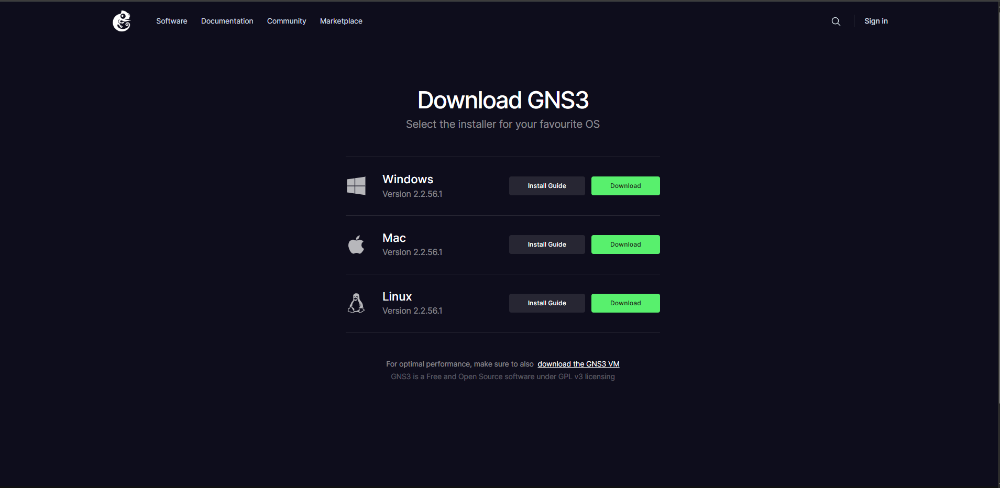 Software Documentation Community Marketplace Sign in
Download GNS3
Select the installer for your favourite OS
Windows
Version 2.2.56.1
Install Guide Download
Mac
Version 2.2.56.1
Install Guide Download
Linux
Version 2.2.56.1
Install Guide Download
For optimal performance, make sure to also download the GNS3 VM
GNS3 is a Free and Open Source software under GPL v3 licensing